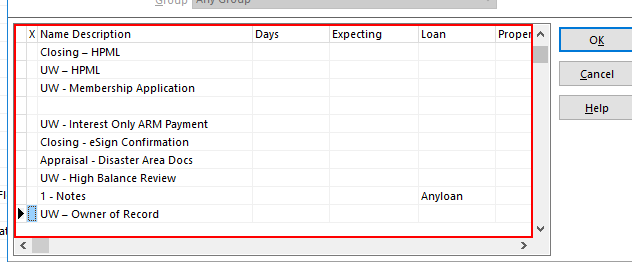 Group Any Group
X Name Description Days Expecting Loan Proper
Closing – HPML
UW – HPML
UW - Membership Application
UW - Interest Only ARM Payment
Closing - eSign Confirmation
Appraisal - Disaster Area Docs
UW - High Balance Review
1 - Notes Anyloan
UW – Owner of Record
OK
Cancel
Help